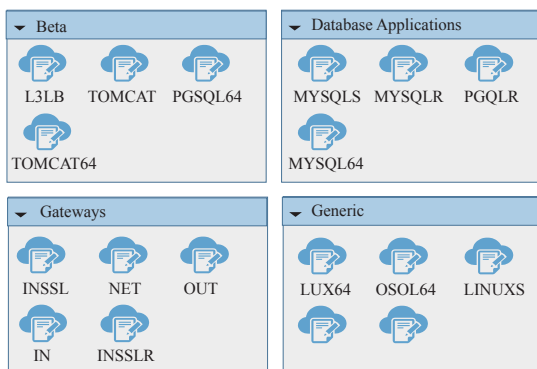 Beta
L3LB TOMCAT PGSQL64
TOMCAT64
Database Applications
MYSQLS MYSQLR PGQLR
MYSQL64
Gateways
INSSL NET OUT
IN INSSLR
Generic
LUX64 OSOL64 LINUXS